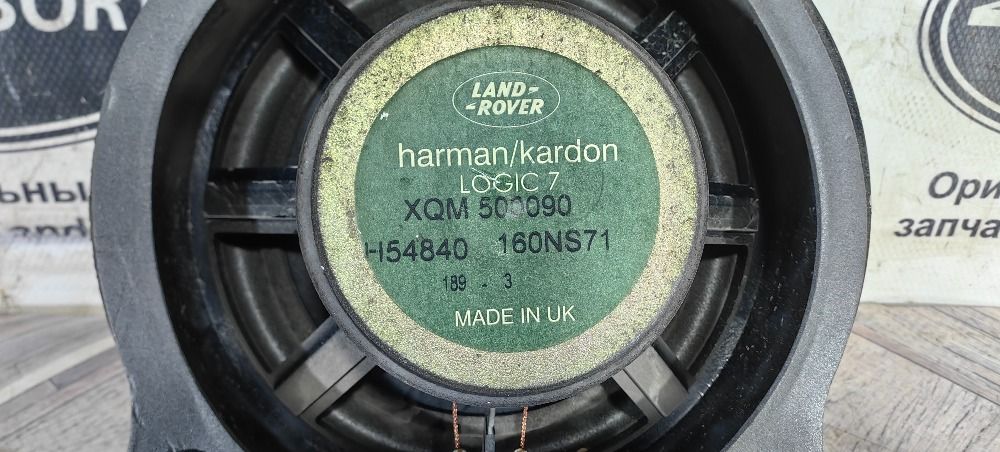 LAND-
-ROVER
harman/kardon
LOGIC 7
XQM 500090
H54840 160NS71
189 - 3
MADE IN UK